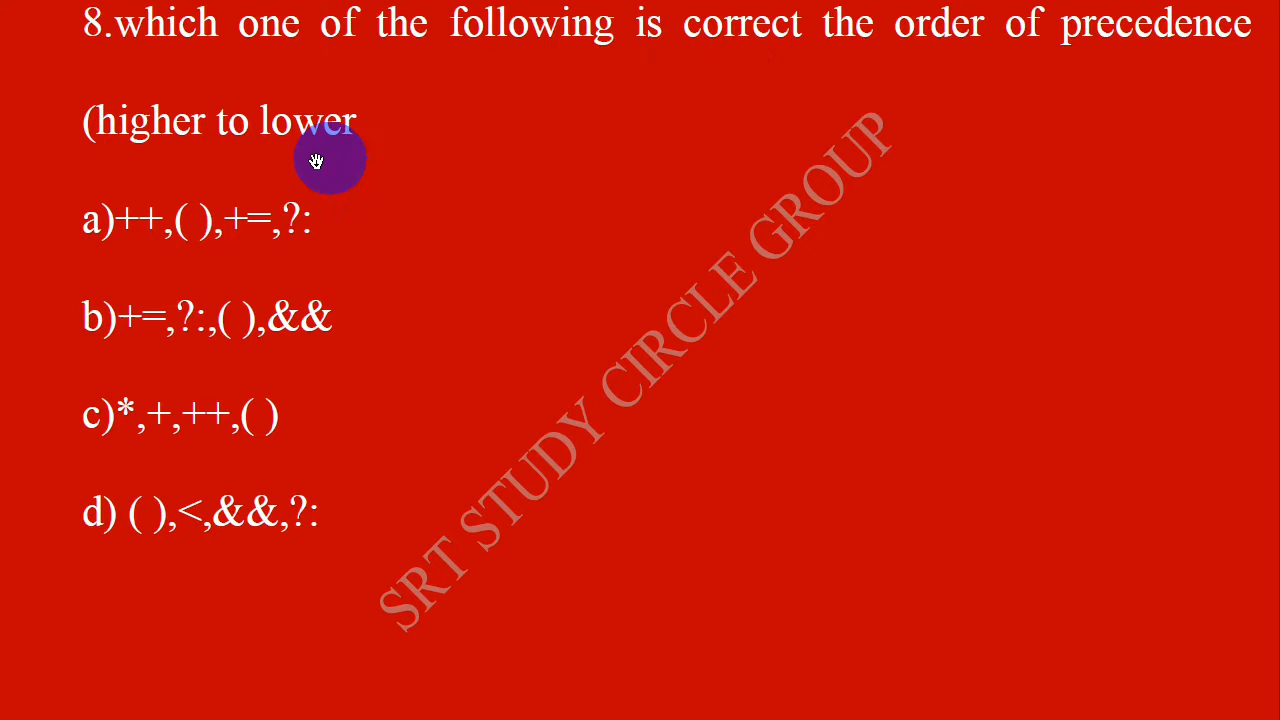 8.which one of the following is correct the order of precedence
(higher to lower
a)++,( ),+=,?:
b)+=,?:,( ),&&
c)*,+,++,( )
d) ( ),<,&&,?:
SRT STUDY CIRCLE GROUP